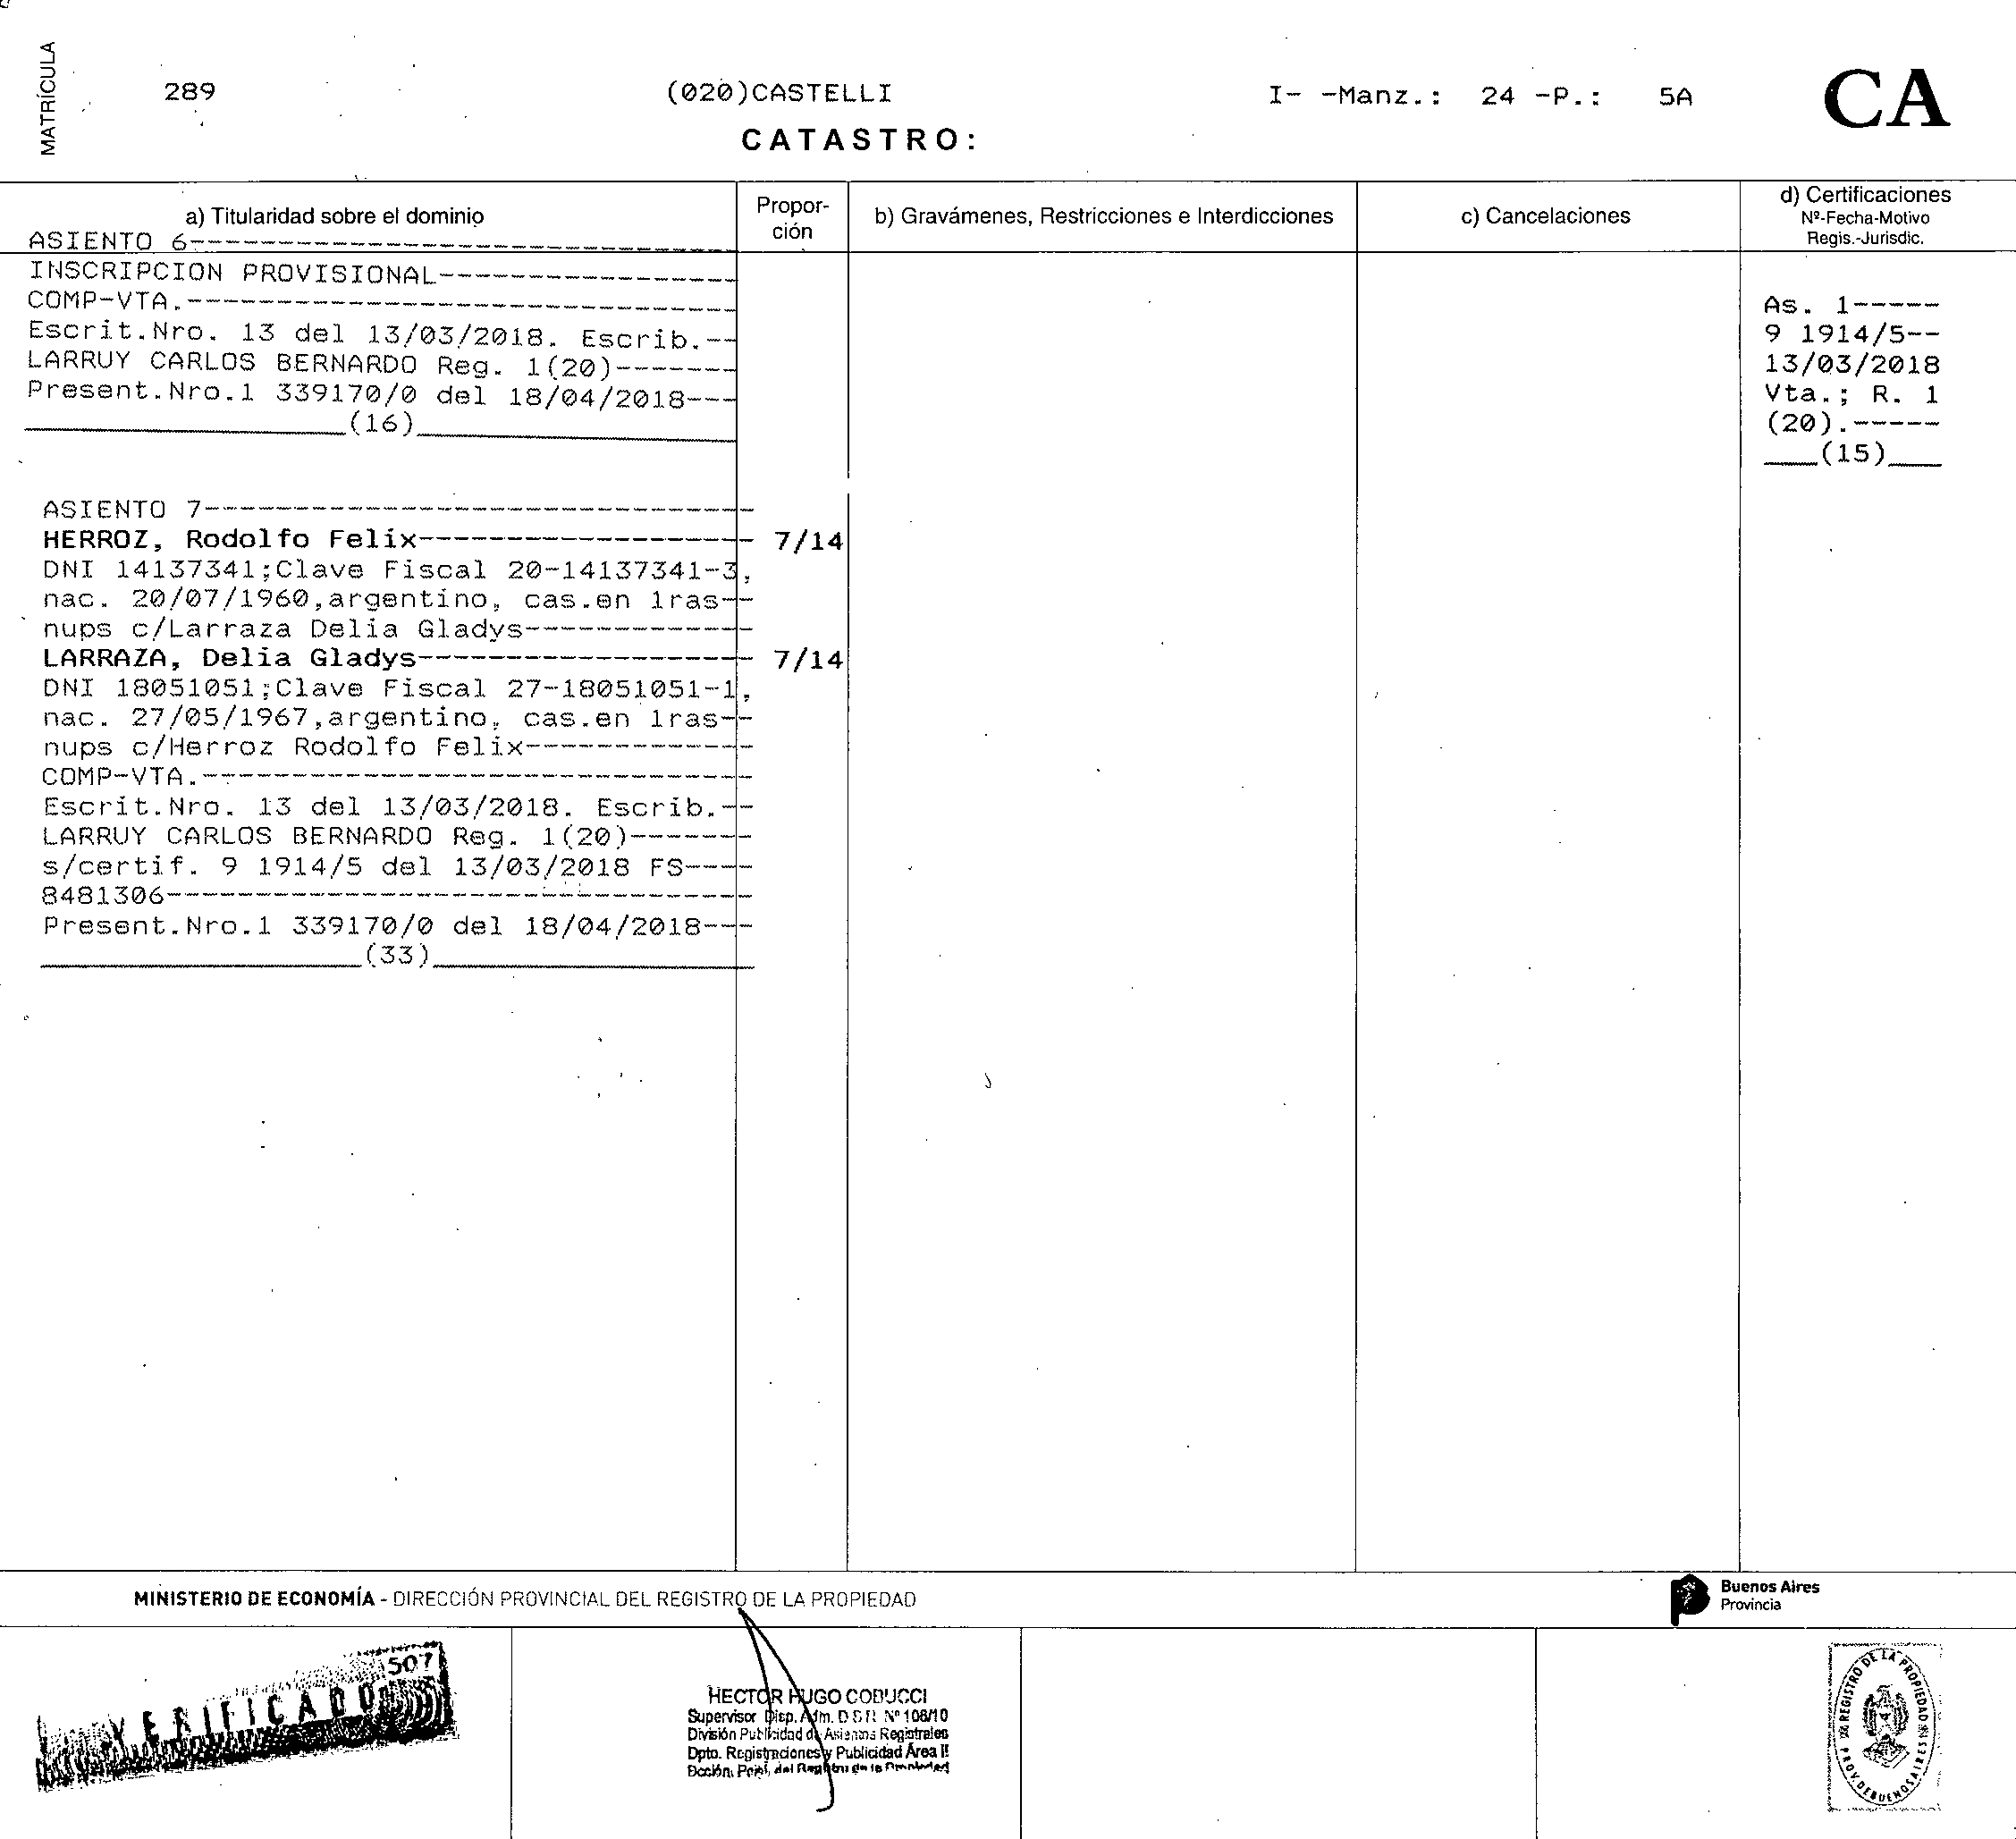 MATRÍCULA
289
(020)CASTELLI
I- -Manz.: 24 -P.: 5A
CA
CATASTRO:
a) Titularidad sobre el dominio
Propor-
ción
b) Gravámenes, Restricciones e Interdicciones
c) Cancelaciones
d) Certificaciones
Nº-Fecha-Motivo
Regis.-Jurisdic.
ASIENTO 6-------------------------------
INSCRIPCION PROVISIONAL-----------------
COMP-VTA.-------------------------------
Escrit.Nro. 13 del 13/03/2018. Escrib.--
LARRUY CARLOS BERNARDO Reg. 1(20)-------
Present.Nro.1 339170/0 del 18/04/2018---
__________________(16)__________________
As. 1-----
9 1914/5--
13/03/2018
Vta.; R. 1
(20).-----
___(15)___
ASIENTO 7-------------------------------
HERROZ, Rodolfo Felix------------------- 7/14
DNI 14137341;Clave Fiscal 20-14137341-3,
nac. 20/07/1960,argentino, cas.en 1ras--
nups c/Larraza Delia Gladys-------------
LARRAZA, Delia Gladys------------------- 7/14
DNI 18051051;Clave Fiscal 27-18051051-1,
nac. 27/05/1967,argentino, cas.en 1ras--
nups c/Herroz Rodolfo Felix-------------
COMP-VTA.-------------------------------
Escrit.Nro. 13 del 13/03/2018. Escrib.--
LARRUY CARLOS BERNARDO Reg. 1(20)-------
s/certif. 9 1914/5 del 13/03/2018 FS----
8481306---------------------------------
Present.Nro.1 339170/0 del 18/04/2018---
__________________(33)__________________
MINISTERIO DE ECONOMÍA - DIRECCIÓN PROVINCIAL DEL REGISTRO DE LA PROPIEDAD
Buenos Aires
Provincia
507
VERIFICADO
HECTOR HUGO CODUCCI
Supervisor Disp. Adm. D.S.R. Nº 108/10
División Publicidad de Asientos Registrales
Dpto. Registraciones y Publicidad Área II
Dcción. Pcial. del Registro de la Propiedad
REGISTRO DE LA PROPIEDAD
PROV. DE BUENOS AIRES